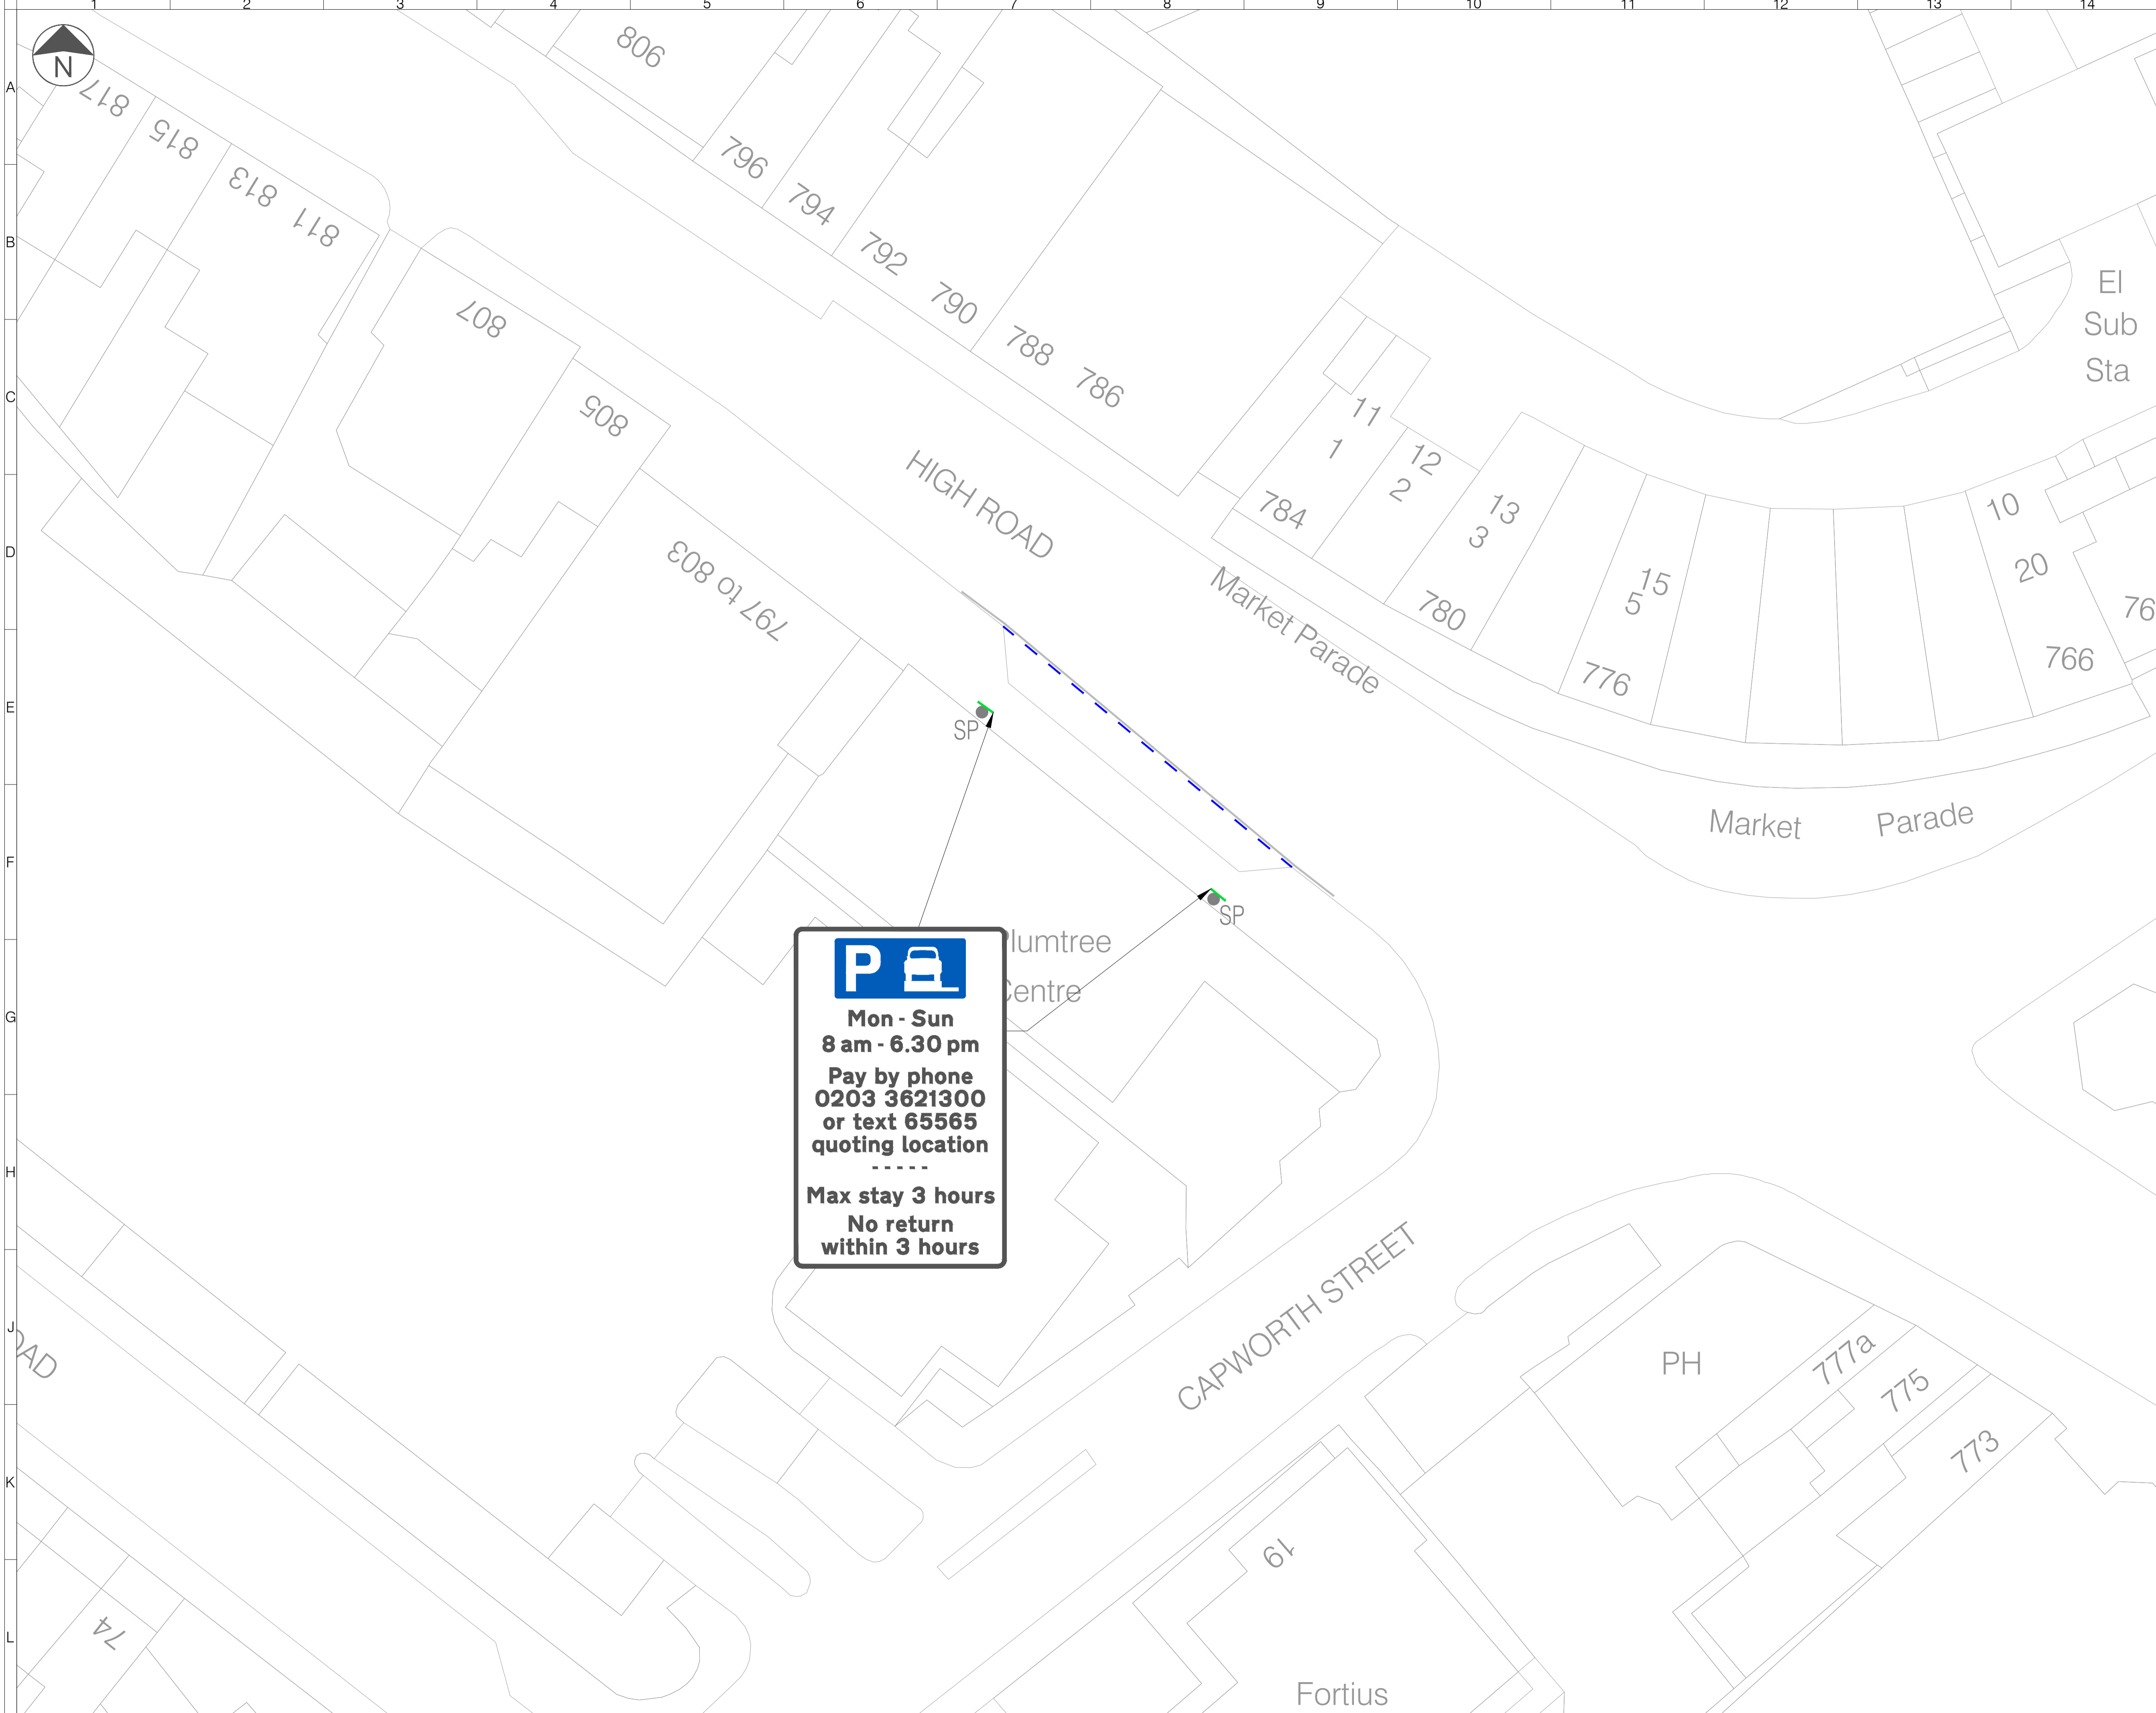 1 2 3 4 5 6 7 8 9 10 11 12 13 14
A
B
C
D
E
F
G
H
J
K
L
N
817
815
813
811
807
805
797 to 803
806
796
794
792
790
788
786
HIGH ROAD
Market Parade
784
11
1
12
2
13
3
780
15
5
776
10
20
766
El
Sub
Sta
Market Parade
SP
SP
lumtree
Centre
P
Mon - Sun
8 am - 6.30 pm
Pay by phone
0203 3621300
or text 65565
quoting location
- - - - -
Max stay 3 hours
No return
within 3 hours
CAPWORTH STREET
PH
777a
775
773
19
Fortius
74
OAD